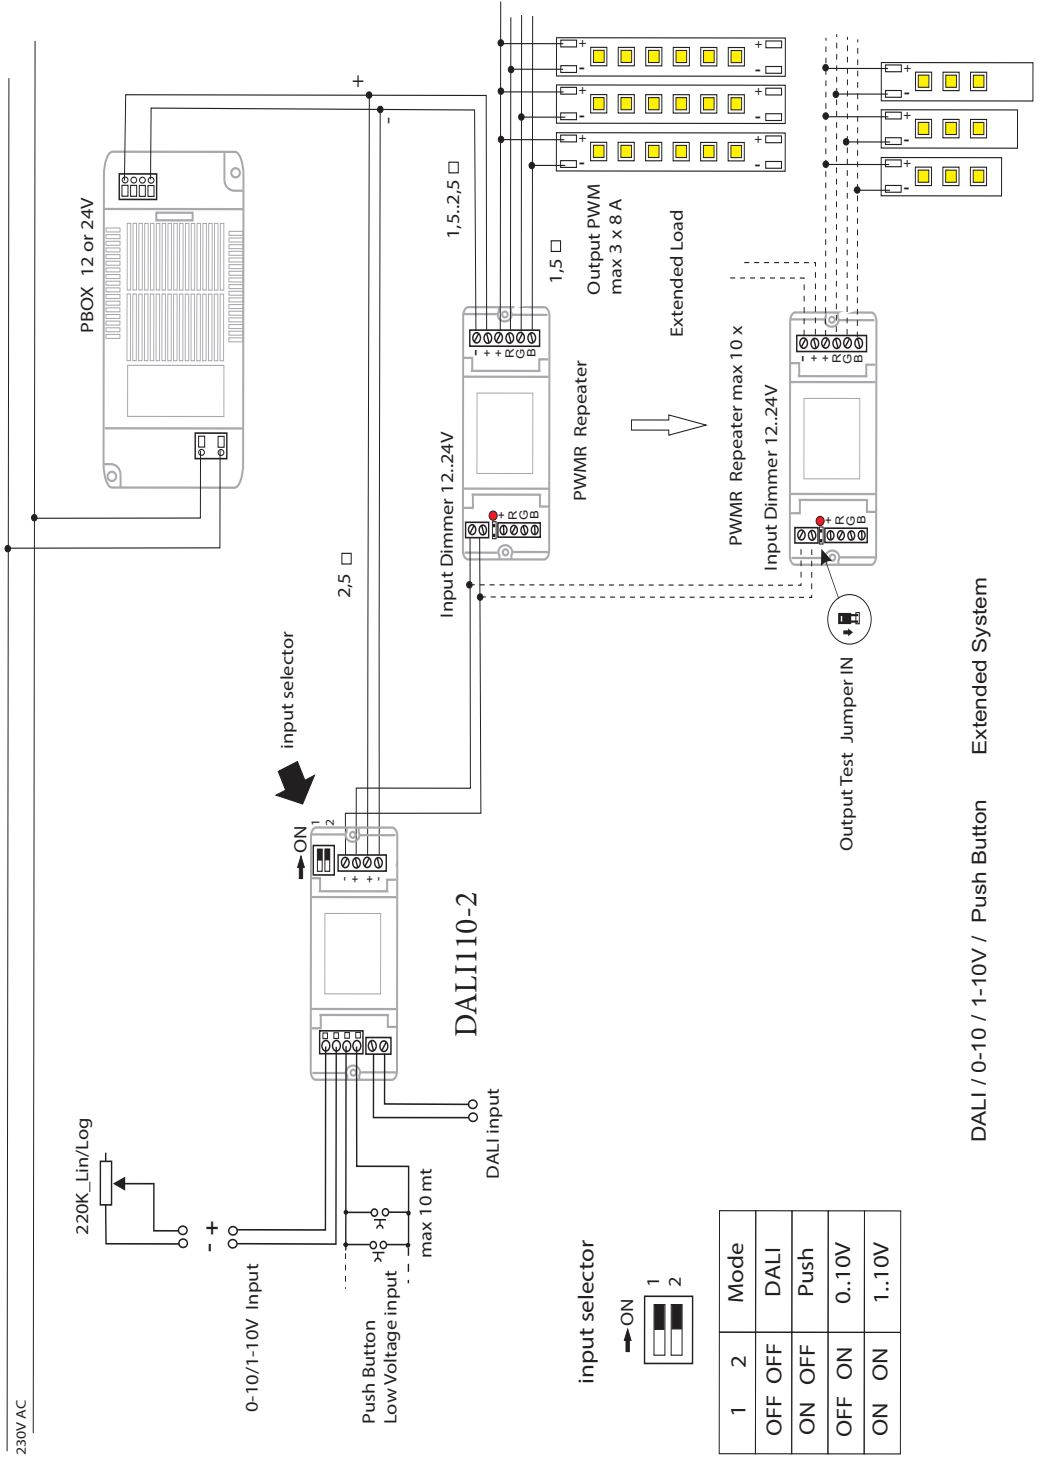 230V AC
220K_Lin/Log
- +
0-10/1-10V Input
Push Button
Low Voltage input
max 10 mt
DALI input
DALI110-2
ON
1
2
- + + -
input selector
2,5 □
PBOX 12 or 24V
+
-
1,5..2,5 □
Input Dimmer 12..24V
+ R G B
- + + R G B
PWMR Repeater
1,5 □
Output PWM
max 3 x 8 A
Extended Load
+ +
- -
+ +
- -
+ +
- -
PWMR Repeater max 10 x
Input Dimmer 12..24V
+ R G B
- + + R G B
+
-
+
-
+
-
Output Test Jumper IN
input selector
ON
1
2
1 2 Mode
OFF OFF DALI
ON OFF Push
OFF ON 0..10V
ON ON 1..10V
DALI / 0-10 / 1-10V / Push Button Extended System